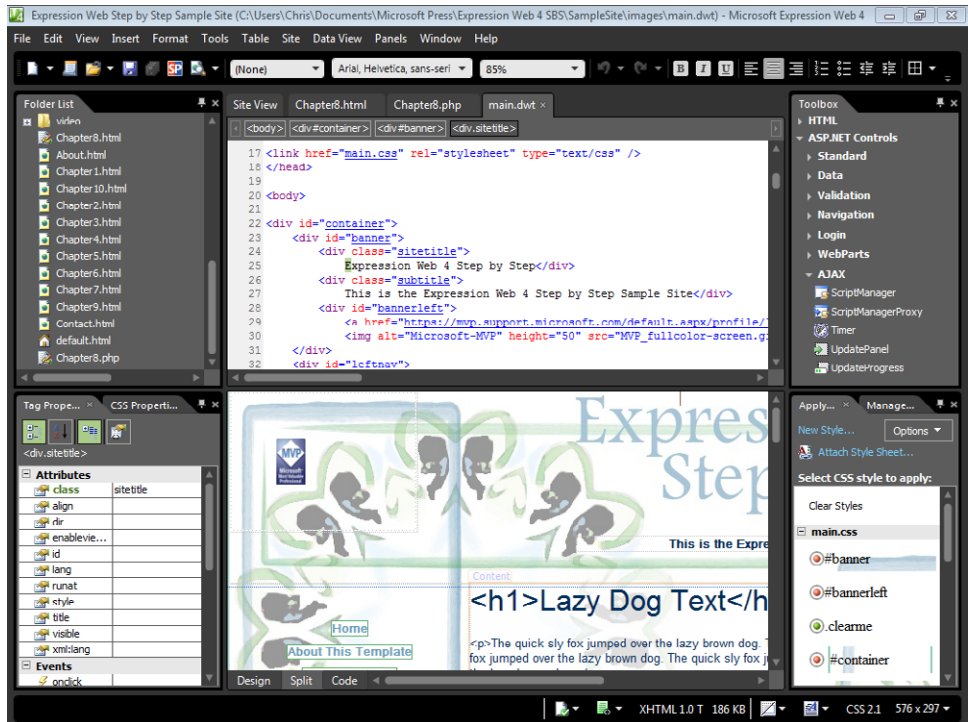 Expression Web Step by Step Sample Site (C:\Users\Chris\Documents\Microsoft Press\Expression Web 4 SBS\SampleSite\images\main.dwt) - Microsoft Expression Web 4
File Edit View Insert Format Tools Table Site Data View Panels Window Help
(None) Arial, Helvetica, sans-seri 85% B I U
Folder List
video
Chapter8.html
About.html
Chapter1.html
Chapter10.html
Chapter2.html
Chapter3.html
Chapter4.html
Chapter5.html
Chapter6.html
Chapter7.html
Chapter9.html
Contact.html
default.html
Chapter8.php
Site View Chapter8.html Chapter8.php main.dwt ×
<body> <div#container> <div#banner> <div.sitetitle>
17 <link href="main.css" rel="stylesheet" type="text/css" />
18 </head>
19
20 <body>
21
22 <div id="container">
23 <div id="banner">
24 <div class="sitetitle">
25 Expression Web 4 Step by Step</div>
26 <div class="subtitle">
27 This is the Expression Web 4 Step by Step Sample Site</div>
28 <div id="bannerleft">
29 <a href="https://mvp.support.microsoft.com/default.aspx/profile/
30 <img alt="Microsoft-MVP" height="50" src="MVP_fullcolor-screen.gi
31 </div>
32 <div id="leftnav">
Toolbox
HTML
ASP.NET Controls
Standard
Data
Validation
Navigation
Login
WebParts
AJAX
ScriptManager
ScriptManagerProxy
Timer
UpdatePanel
UpdateProgress
Tag Prope... × CSS Properti...
<div.sitetitle>
Attributes
class sitetitle
align
dir
enablevie...
id
lang
runat
style
title
visible
xml:lang
Events
onclick
MVP
Microsoft
Most Valuable
Professional
Express
Step
This is the Expre
Content
<h1>Lazy Dog Text</h
<p>The quick sly fox jumped over the lazy brown dog. T
fox jumped over the lazy brown dog. The quick sly fox j
Home
About This Template
Design Split Code
Apply... × Manage...
New Style... Options
Attach Style Sheet...
Select CSS style to apply:
Clear Styles
main.css
#banner
#bannerleft
.clearme
#container
XHTML 1.0 T 186 KB CSS 2.1 576 x 297